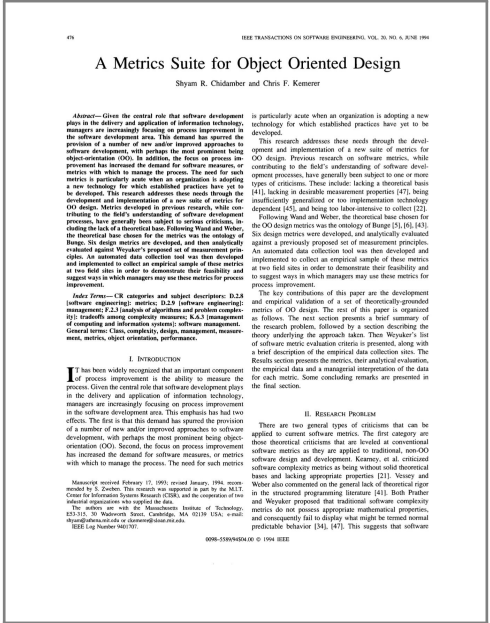 476
IEEE TRANSACTIONS ON SOFTWARE ENGINEERING, VOL. 20, NO. 6, JUNE 1994
A Metrics Suite for Object Oriented Design
Shyam R. Chidamber and Chris F. Kemerer
Abstract—Given the central role that software development
plays in the delivery and application of information technology,
managers are increasingly focusing on process improvement in
the software development area. This demand has spurred the
provision of a number of new and/or improved approaches to
software development, with perhaps the most prominent being
object-orientation (OO). In addition, the focus on process im-
provement has increased the demand for software measures, or
metrics with which to manage the process. The need for such
metrics is particularly acute when an organization is adopting
a new technology for which established practices have yet to
be developed. This research addresses these needs through the
development and implementation of a new suite of metrics for
OO design. Metrics developed in previous research, while con-
tributing to the field's understanding of software development
processes, have generally been subject to serious criticisms, in-
cluding the lack of a theoretical base. Following Wand and Weber,
the theoretical base chosen for the metrics was the ontology of
Bunge. Six design metrics are developed, and then analytically
evaluated against Weyuker's proposed set of measurement prin-
ciples. An automated data collection tool was then developed
and implemented to collect an empirical sample of these metrics
at two field sites in order to demonstrate their feasibility and
suggest ways in which managers may use these metrics for process
improvement.
Index Terms— CR categories and subject descriptors: D.2.8
[software engineering]: metrics; D.2.9 [software engineering]:
management; F.2.3 [analysis of algorithms and problem complex-
ity]: tradeoffs among complexity measures; K.6.3 [management
of computing and information systems]: software management.
General terms: Class, complexity, design, management, measure-
ment, metrics, object orientation, performance.
I. INTRODUCTION
IT has been widely recognized that an important component
of process improvement is the ability to measure the
process. Given the central role that software development plays
in the delivery and application of information technology,
managers are increasingly focusing on process improvement
in the software development area. This emphasis has had two
effects. The first is that this demand has spurred the provision
of a number of new and/or improved approaches to software
development, with perhaps the most prominent being object-
orientation (OO). Second, the focus on process improvement
has increased the demand for software measures, or metrics
with which to manage the process. The need for such metrics
Manuscript received February 17, 1993; revised January, 1994. recom-
mended by S. Zweben. This research was supported in part by the M.I.T.
Center for Information Systems Research (CISR), and the cooperation of two
industrial organizations who supplied the data.
The authors are with the Massachusetts Institute of Technology,
E53-315, 30 Wadsworth Street, Cambridge, MA 02139 USA; e-mail:
shyam@athena.mit.edu or ckemerer@sloan.mit.edu.
IEEE Log Number 9401707.
is particularly acute when an organization is adopting a new
technology for which established practices have yet to be
developed.
This research addresses these needs through the devel-
opment and implementation of a new suite of metrics for
OO design. Previous research on software metrics, while
contributing to the field's understanding of software devel-
opment processes, have generally been subject to one or more
types of criticisms. These include: lacking a theoretical basis
[41], lacking in desirable measurement properties [47], being
insufficiently generalized or too implementation technology
dependent [45], and being too labor-intensive to collect [22].
Following Wand and Weber, the theoretical base chosen for
the OO design metrics was the ontology of Bunge [5], [6], [43].
Six design metrics were developed, and analytically evaluated
against a previously proposed set of measurement principles.
An automated data collection tool was then developed and
implemented to collect an empirical sample of these metrics
at two field sites in order to demonstrate their feasibility and
to suggest ways in which managers may use these metrics for
process improvement.
The key contributions of this paper are the development
and empirical validation of a set of theoretically-grounded
metrics of OO design. The rest of this paper is organized
as follows. The next section presents a brief summary of
the research problem, followed by a section describing the
theory underlying the approach taken. Then Weyuker's list
of software metric evaluation criteria is presented, along with
a brief description of the empirical data collection sites. The
Results section presents the metrics, their analytical evaluation,
the empirical data and a managerial interpretation of the data
for each metric. Some concluding remarks are presented in
the final section.
II. RESEARCH PROBLEM
There are two general types of criticisms that can be
applied to current software metrics. The first category are
those theoretical criticisms that are leveled at conventional
software metrics as they are applied to traditional, non-OO
software design and development. Kearney, et al. criticized
software complexity metrics as being without solid theoretical
bases and lacking appropriate properties [21]. Vessey and
Weber also commented on the general lack of theoretical rigor
in the structured programming literature [41]. Both Prather
and Weyuker proposed that traditional software complexity
metrics do not possess appropriate mathematical properties,
and consequently fail to display what might be termed normal
predictable behavior [34], [47]. This suggests that software
0098-5589/94$04.00 © 1994 IEEE